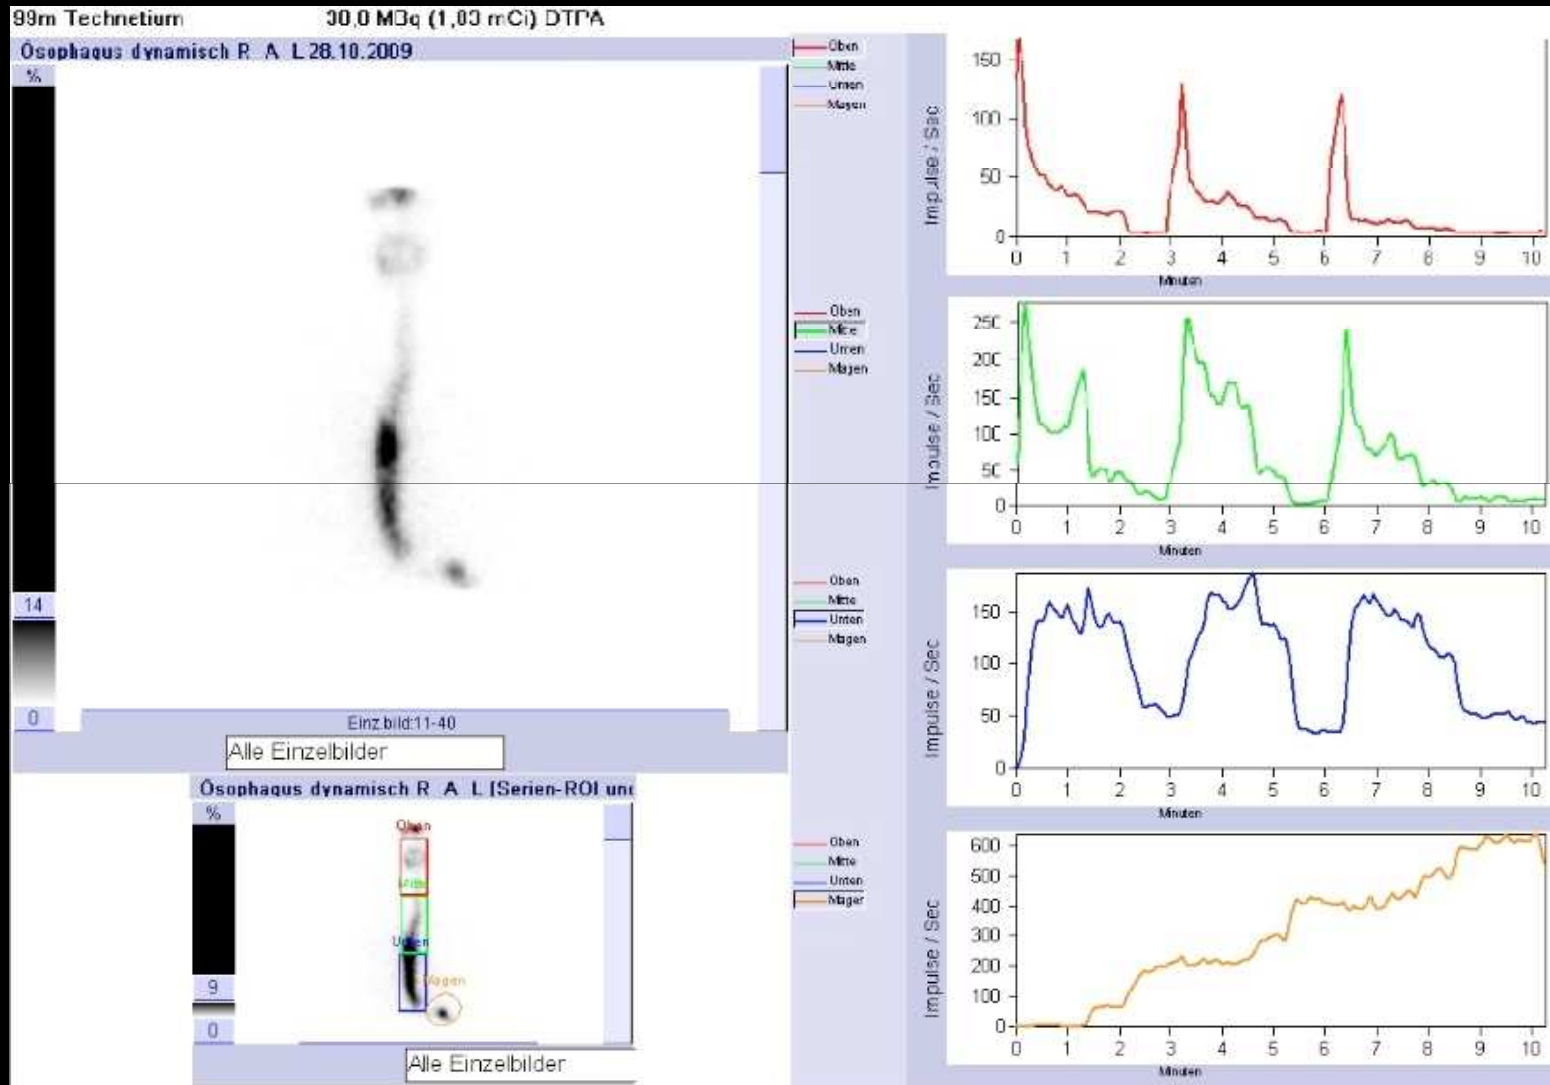 99m Technetium 30,0 MBq (1,03 mCi) DTPA
Ösophagus dynamisch R A L 28.10.2009
%
14
0
Einz.bild:11-40
Alle Einzelbilder
Ösophagus dynamisch R A L [Serien-ROI und
%
Oben
Mitte
Unten
Magen
9
0
Alle Einzelbilder
Oben
Mitte
Unten
Magen
Impulse / Sec
150
100
50
0
0 1 2 3 4 5 6 7 8 9 10
Minuten
Oben
Mitte
Unten
Magen
Impulse / Sec
250
200
150
100
50
0
0 1 2 3 4 5 6 7 8 9 10
Minuten
Oben
Mitte
Unten
Magen
Impulse / Sec
150
100
50
0
0 1 2 3 4 5 6 7 8 9 10
Minuten
Oben
Mitte
Unten
Magen
Impulse / Sec
600
500
400
300
200
100
0
0 1 2 3 4 5 6 7 8 9 10
Minuten